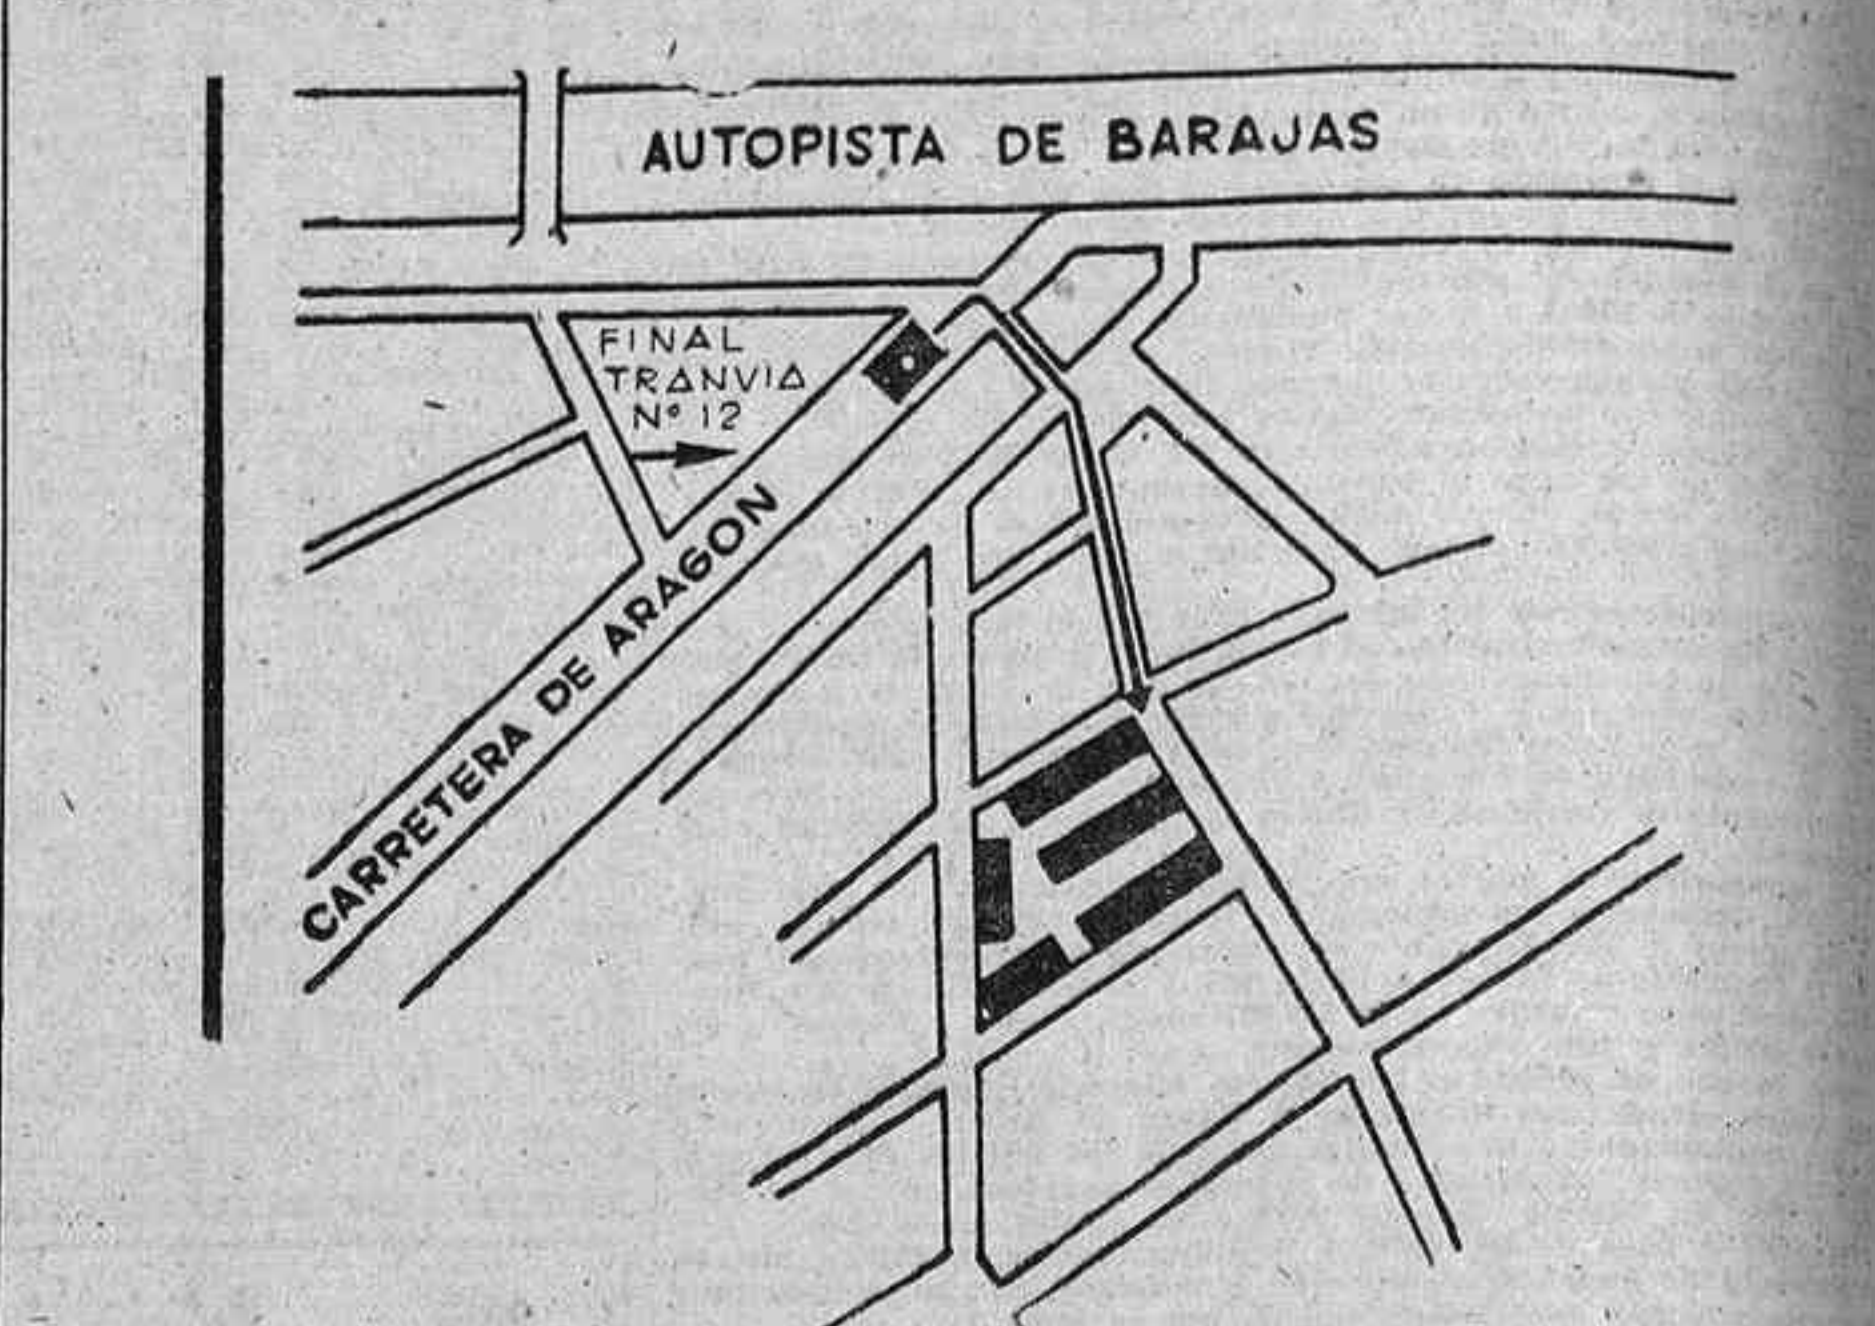 AUTOPISTA DE BARAJAS
FINAL
TRANVIA
Nº 12
CARRETERA DE ARAGON